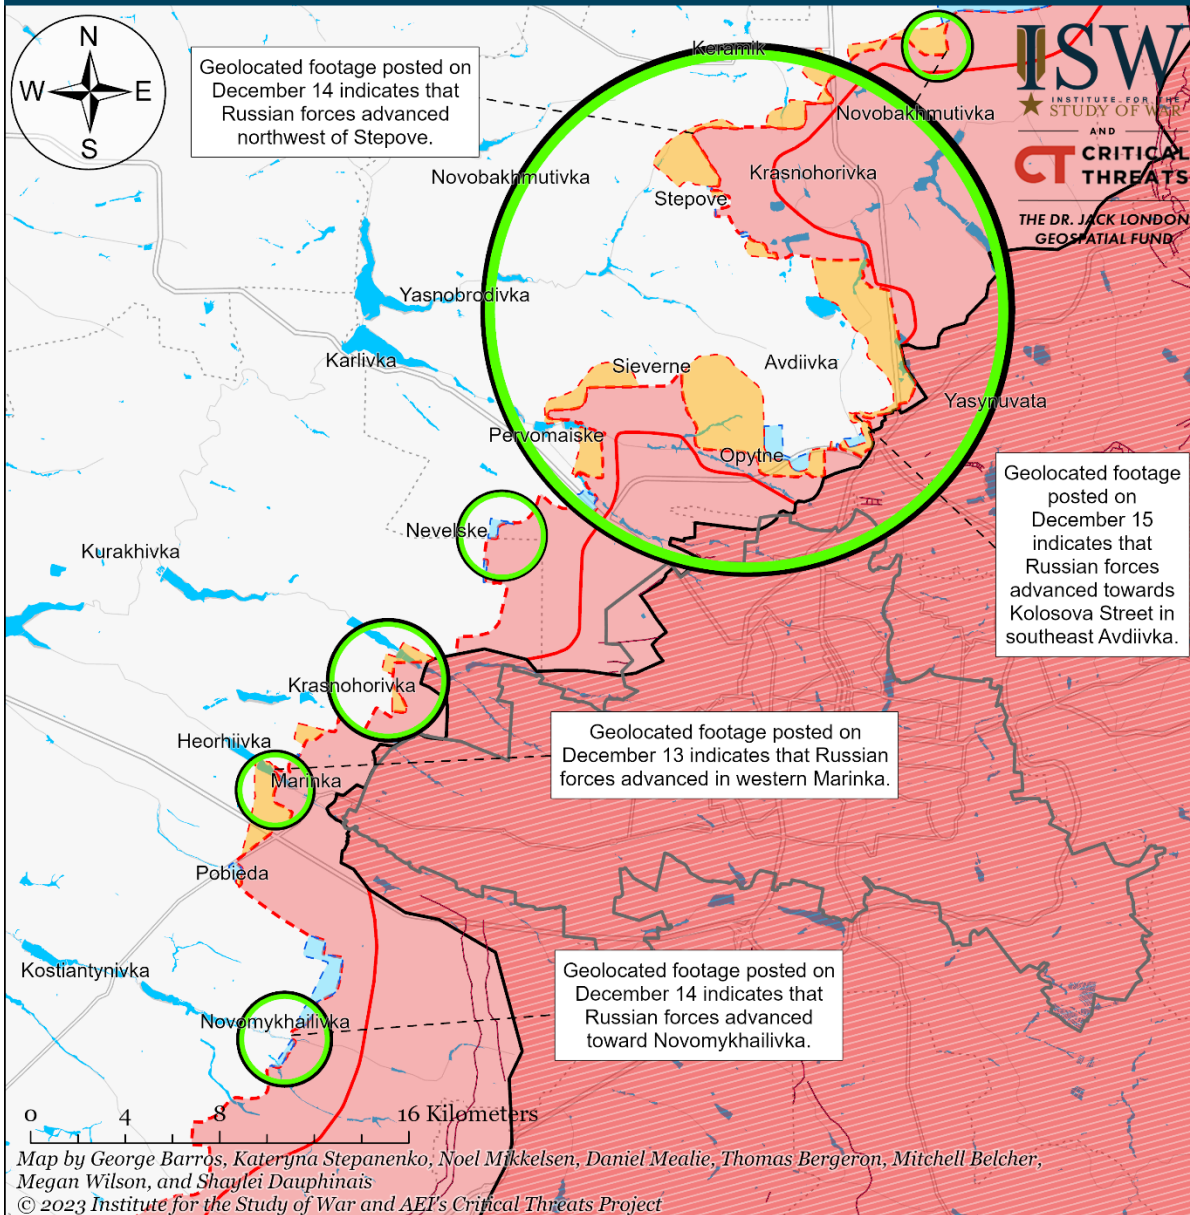 N
W
E
S
Geolocated footage posted on
December 14 indicates that
Russian forces advanced
northwest of Stepove.
Keramik
ISW
INSTITUTE FOR THE
STUDY OF WAR
AND
CT CRITICAL
THREATS
THE DR. JACK LONDON
GEOSPATIAL FUND
Novobakhmutivka
Novobakhmutivka
Krasnohorivka
Stepove
Yasnobrodivka
Karlivka
Sieverne
Avdiivka
Yasynuvata
Pervomaiske
Opytne
Geolocated footage
posted on
December 15
indicates that
Russian forces
advanced towards
Kolosova Street in
southeast Avdiivka.
Nevelske
Kurakhivka
Krasnohorivka
Heorhiivka
Marinka
Geolocated footage posted on
December 13 indicates that Russian
forces advanced in western Marinka.
Pobieda
Kostiantynivka
Novomykhailivka
Geolocated footage posted on
December 14 indicates that
Russian forces advanced
toward Novomykhailivka.
0 4 8 16 Kilometers
Map by George Barros, Kateryna Stepanenko, Noel Mikkelsen, Daniel Mealie, Thomas Bergeron, Mitchell Belcher,
Megan Wilson, and Shaylei Dauphinais
© 2023 Institute for the Study of War and AEI's Critical Threats Project